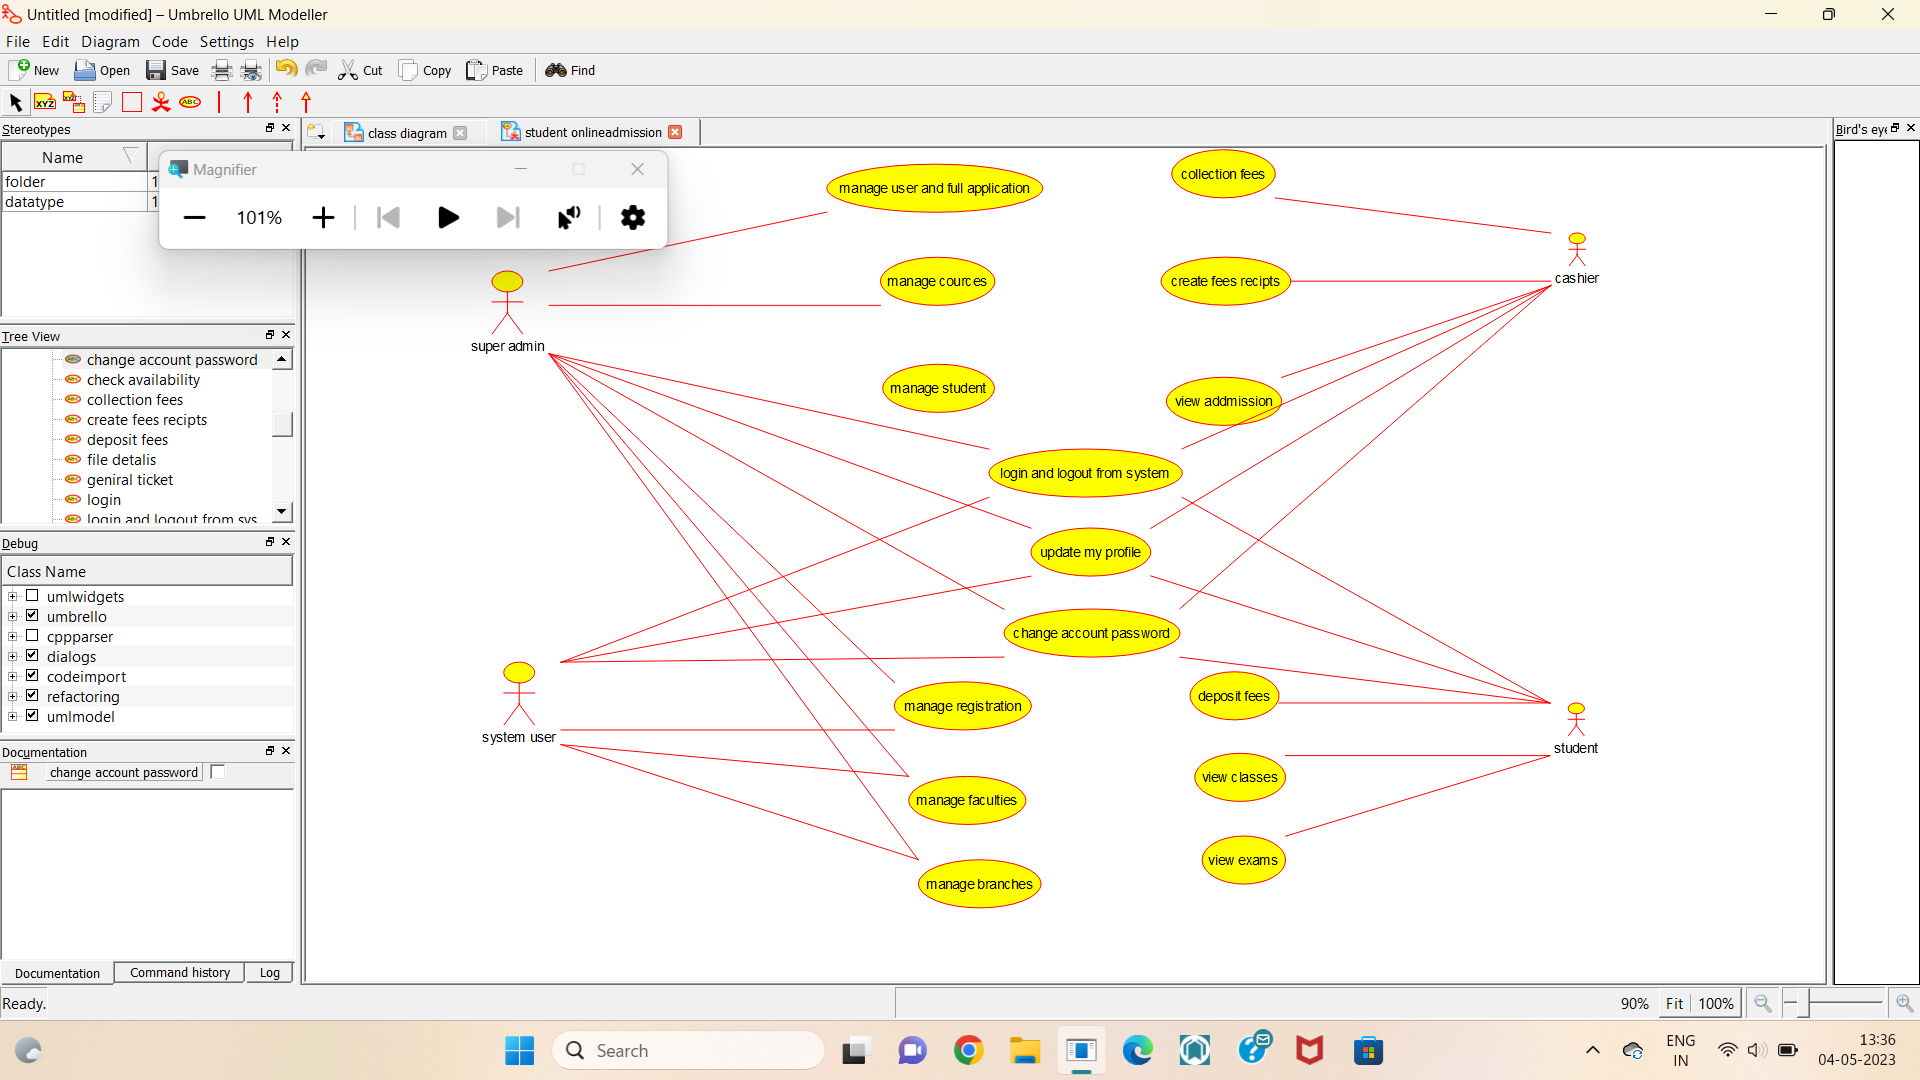 Untitled [modified] – Umbrello UML Modeller
File Edit Diagram Code Settings Help
New Open Save Cut Copy Paste Find
XYZ XYZ ABC
Stereotypes
Name
folder 1
datatype 1
Magnifier
101%
Tree View
change account password
check availability
collection fees
create fees recipts
deposit fees
file detalis
geniral ticket
login
login and logout from sys
Debug
Class Name
umlwidgets
umbrello
cppparser
dialogs
codeimport
refactoring
umlmodel
Documentation
change account password
Documentation Command history Log
Ready.
class diagram
student onlineadmission
Bird's eye
manage user and full application
collection fees
manage cources
create fees recipts
cashier
super admin
manage student
view addmission
login and logout from system
update my profile
change account password
system user
manage registration
deposit fees
student
view classes
manage faculties
view exams
manage branches
90% Fit 100%
Search
ENG
IN
13:36
04-05-2023